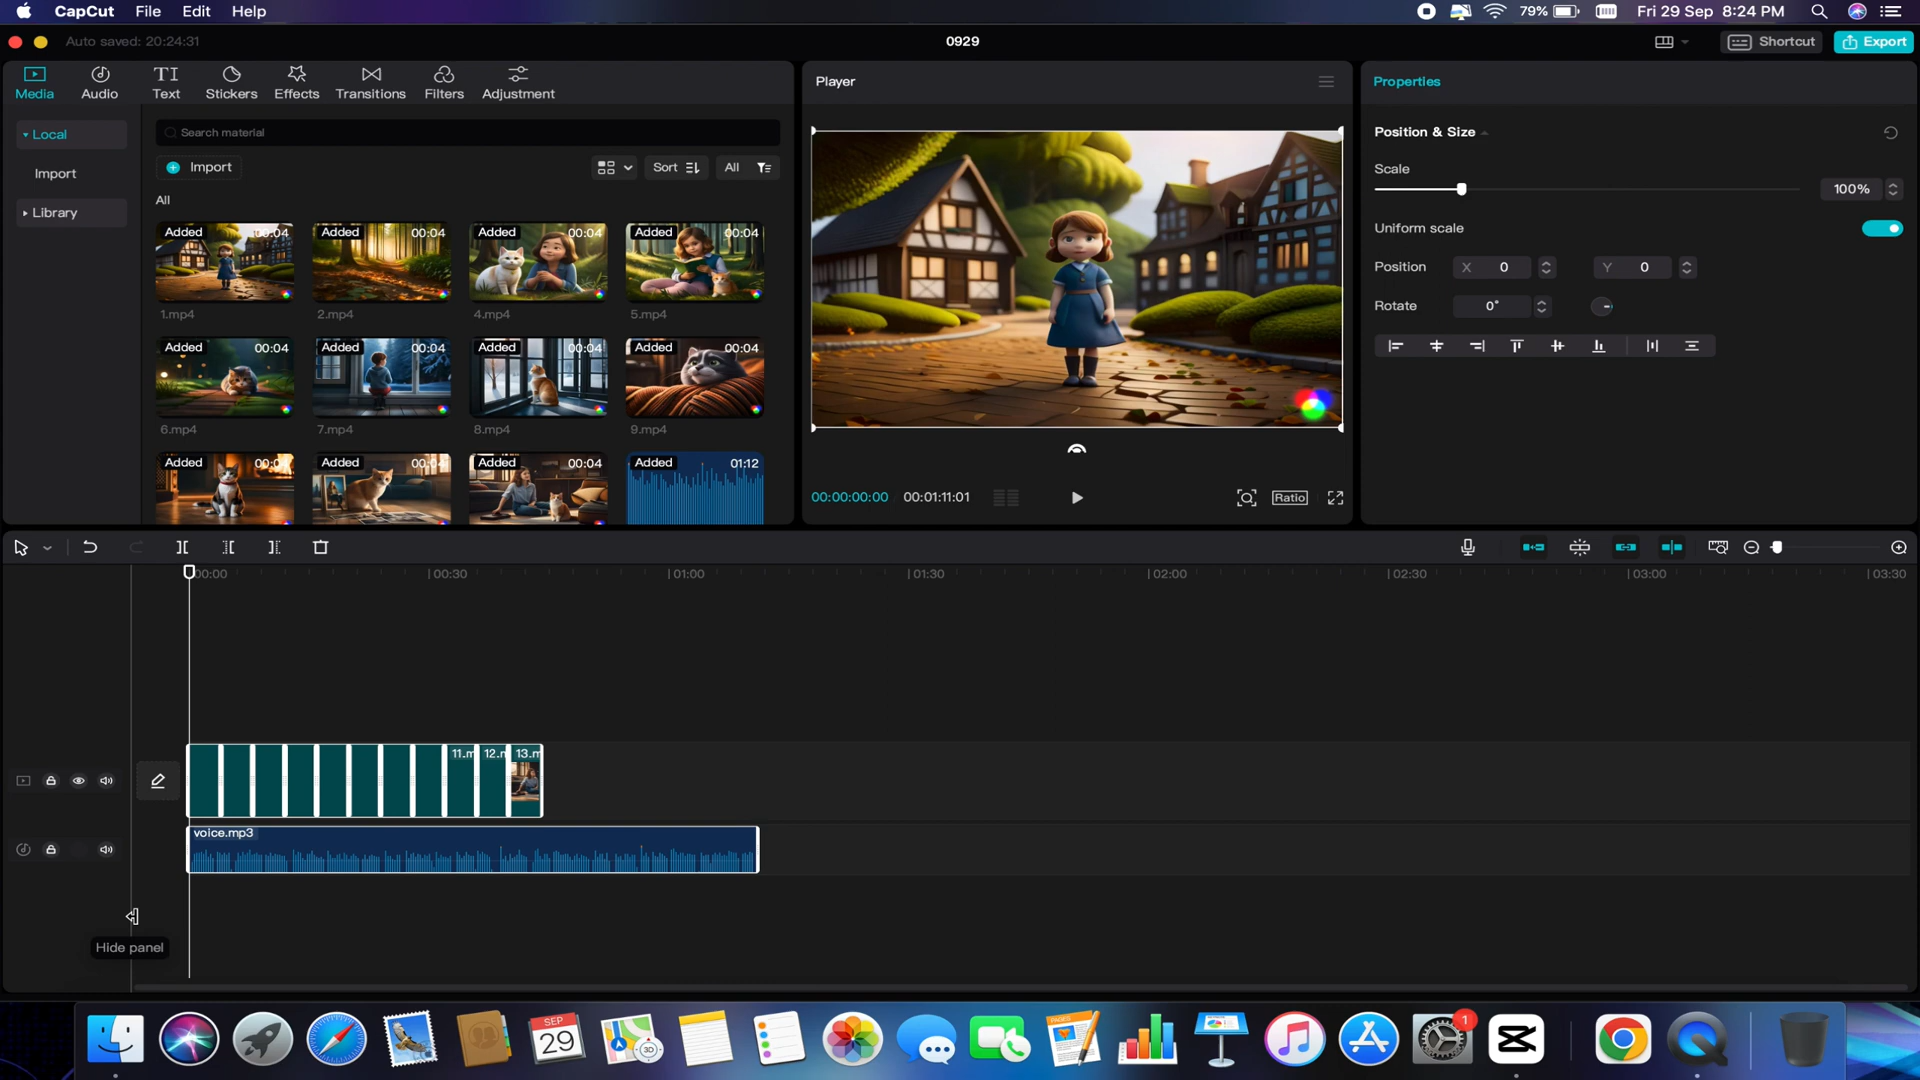 CapCut File Edit Help
79% Fri 29 Sep 8:24 PM
Auto saved: 20:24:31
0929
Shortcut
Export
Media
Audio
TI
Text
Stickers
Effects
Transitions
Filters
Adjustment
Local
Import
Library
Search material
Import
Sort
All
All
Added 00:04
Added 00:04
Added 00:04
Added 00:04
1.mp4
2.mp4
4.mp4
5.mp4
Added 00:04
Added 00:04
Added 00:04
Added 00:04
6.mp4
7.mp4
8.mp4
9.mp4
Added 00:04
Added 00:04
Added 00:04
Added 01:12
Player
00:00:00:00 00:01:11:01
Ratio
Properties
Position & Size
Scale
100%
Uniform scale
Position X 0 Y 0
Rotate 0°
00:00 00:30 01:00 01:30 02:00 02:30 03:00 03:30
11.m 12.m 13.m
voice.mp3
Hide panel
SEP
29
3D
PAGES
1